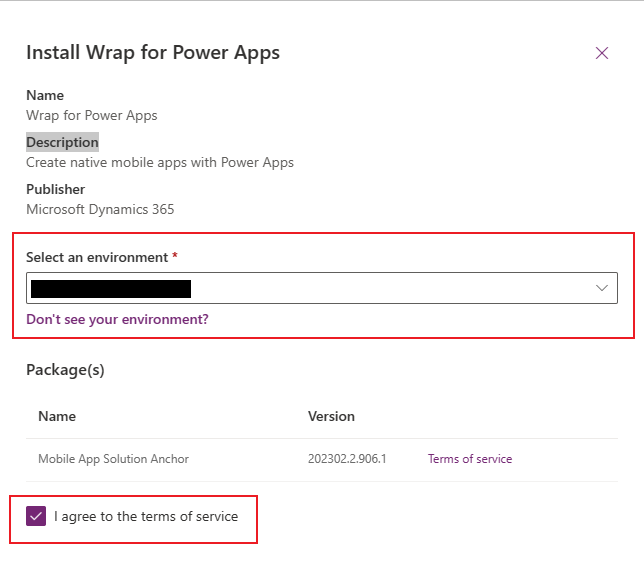 Install Wrap for Power Apps
Name
Wrap for Power Apps
Description
Create native mobile apps with Power Apps
Publisher
Microsoft Dynamics 365
Select an environment *
Don't see your environment?
Package(s)
Name Version
Mobile App Solution Anchor 202302.2.906.1 Terms of service
I agree to the terms of service